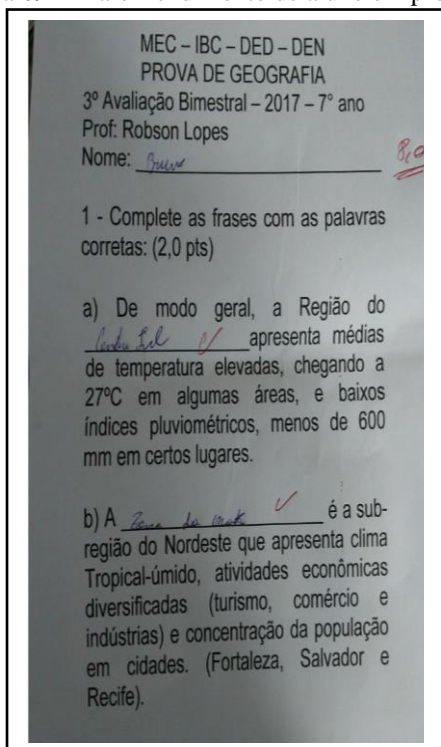 MEC – IBC – DED – DEN
PROVA DE GEOGRAFIA
3º Avaliação Bimestral – 2017 – 7° ano
Prof: Robson Lopes
Nome:
8,0
1 - Complete as frases com as palavras
corretas: (2,0 pts)
a) De modo geral, a Região do
apresenta médias
de temperatura elevadas, chegando a
27ºC em algumas áreas, e baixos
índices pluviométricos, menos de 600
mm em certos lugares.
b) A Zona da mata é a sub-
região do Nordeste que apresenta clima
Tropical-úmido, atividades econômicas
diversificadas (turismo, comércio e
indústrias) e concentração da população
em cidades. (Fortaleza, Salvador e
Recife).